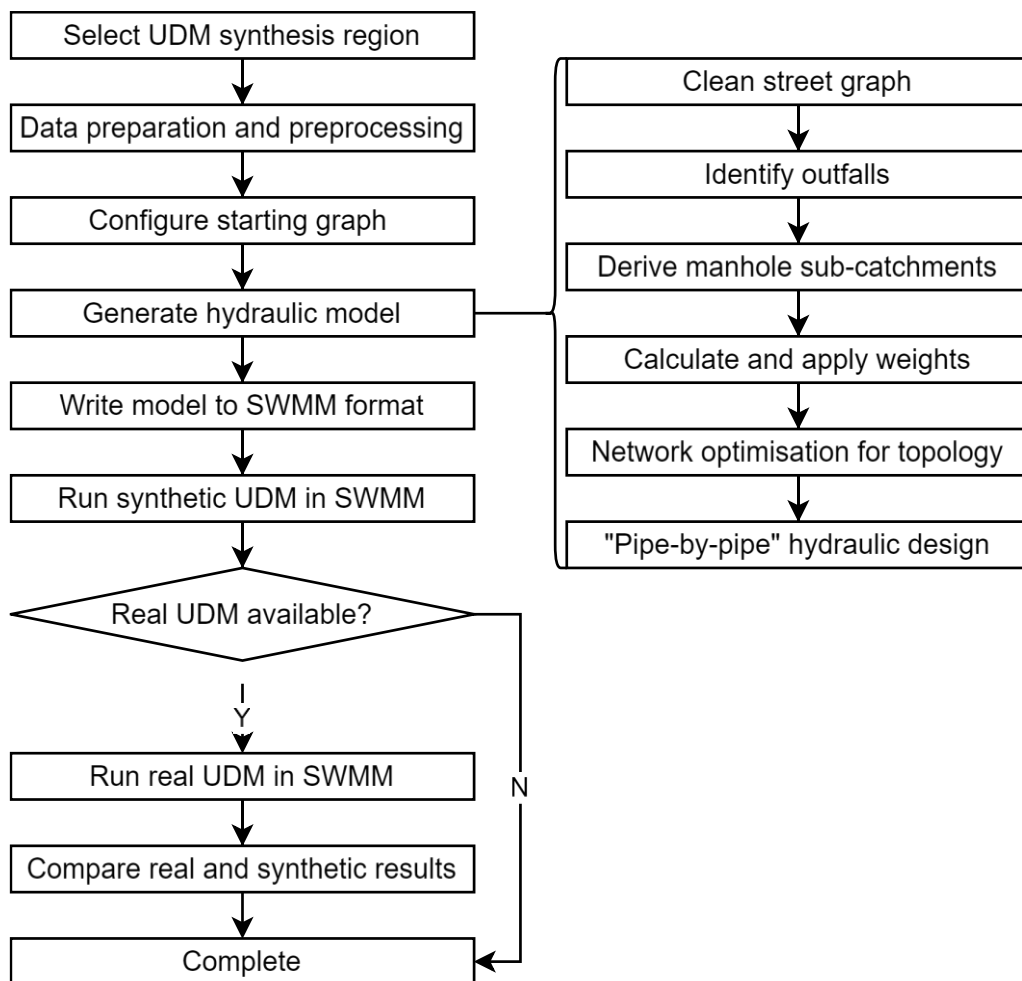 Select UDM synthesis region
Data preparation and preprocessing
Configure starting graph
Generate hydraulic model
Write model to SWMM format
Run synthetic UDM in SWMM
Real UDM available?
Y
N
Run real UDM in SWMM
Compare real and synthetic results
Complete
Clean street graph
Identify outfalls
Derive manhole sub-catchments
Calculate and apply weights
Network optimisation for topology
"Pipe-by-pipe" hydraulic design